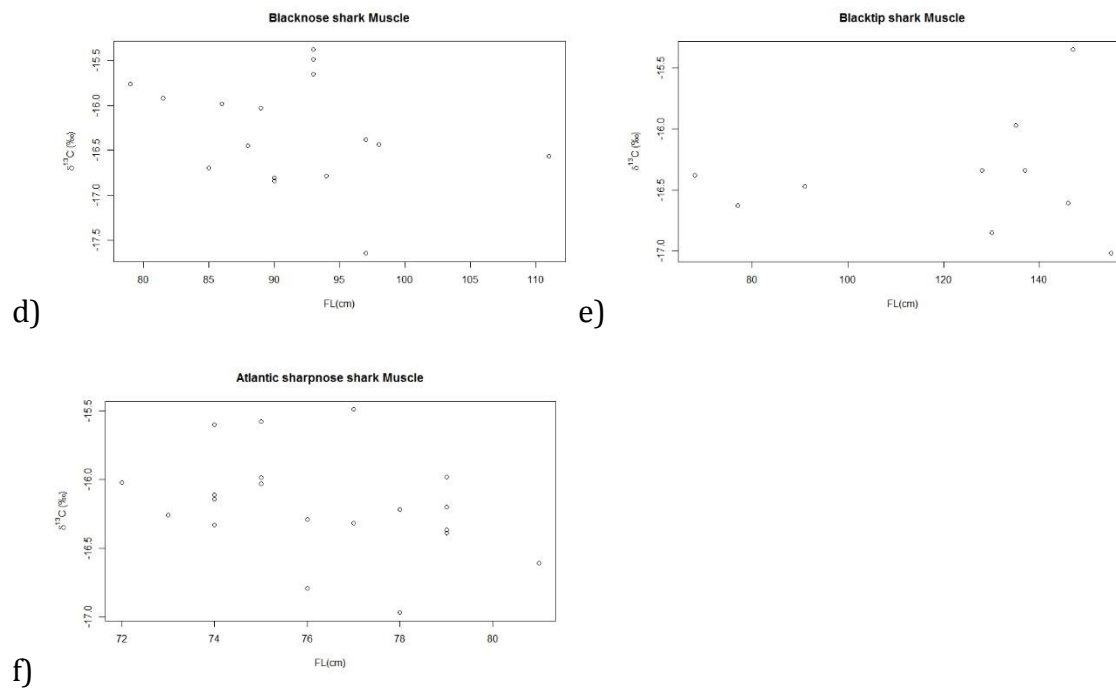 Blacknose shark Muscle
δ¹³C (‰)
-15.5
-16.0
-16.5
-17.0
-17.5
80
85
90
95
100
105
110
FL(cm)
d)
Blacktip shark Muscle
δ¹³C (‰)
-15.5
-16.0
-16.5
-17.0
80
100
120
140
FL(cm)
e)
Atlantic sharpnose shark Muscle
δ¹³C (‰)
-15.5
-16.0
-16.5
-17.0
72
74
76
78
80
FL(cm)
f)